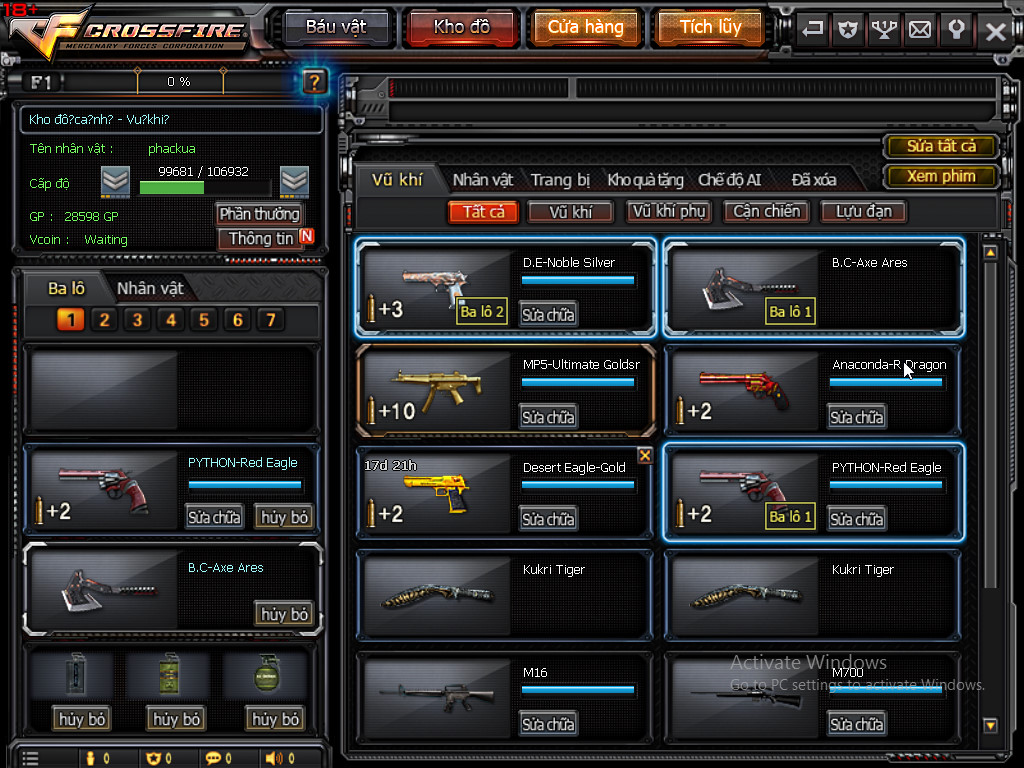 18+
CROSSFIRE
MERCENARY FORCES CORPORATION
Báu vật
Kho đồ
Cửa hàng
Tích lũy
F1
0 %
?
Kho đô?ca?nh? - Vu?khi?
Tên nhân vật :
phackua
Cấp độ
99681 / 106932
GP :
28598 GP
Phần thưởng
Vcoin :
Waiting
Thông tin
N
Sửa tất cả
Xem phim
Vũ khí
Nhân vật
Trang bị
Kho quà tặng
Chế độ AI
Đã xóa
Tất cả
Vũ khí
Vũ khí phụ
Cận chiến
Lựu đạn
Ba lô
Nhân vật
1
2
3
4
5
6
7
PYTHON-Red Eagle
+2
Sửa chữa
hủy bỏ
B.C-Axe Ares
hủy bỏ
hủy bỏ
hủy bỏ
hủy bỏ
0
0
0
0
D.E-Noble Silver
+3
Ba lô 2
Sửa chữa
B.C-Axe Ares
Ba lô 1
MP5-Ultimate Goldsr
+10
Sửa chữa
Anaconda-R Dragon
+2
Sửa chữa
17d 21h
Desert Eagle-Gold
+2
Sửa chữa
PYTHON-Red Eagle
+2
Ba lô 1
Sửa chữa
Kukri Tiger
Kukri Tiger
M16
Sửa chữa
M700
Sửa chữa
Activate Windows
Go to PC settings to activate Windows.